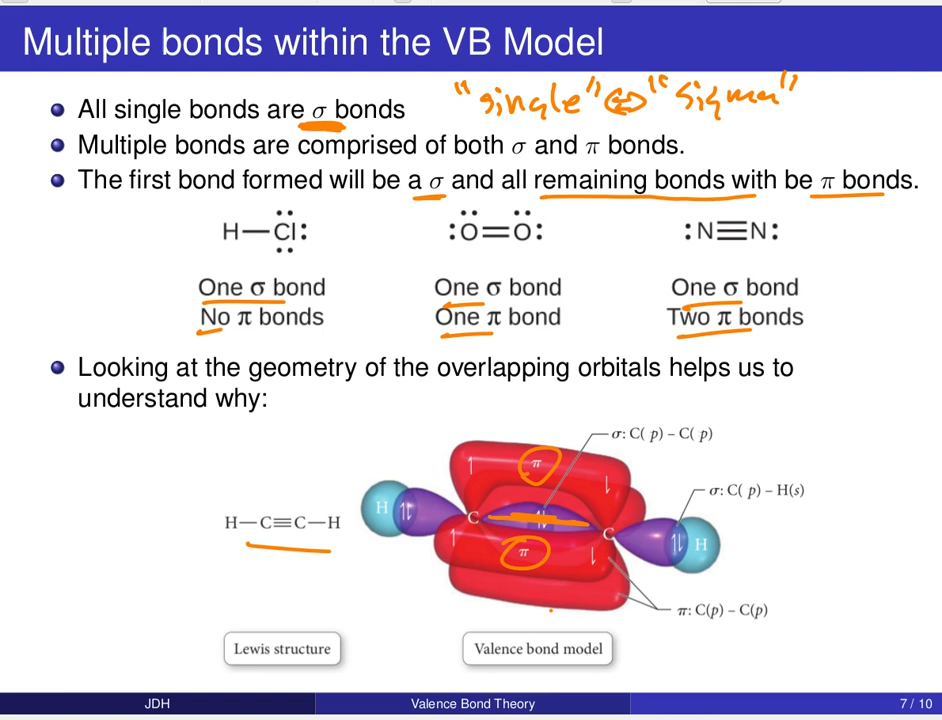 Multiple bonds within the VB Model
All single bonds are σ bonds
"single" ⇔ "sigma"
Multiple bonds are comprised of both σ and π bonds.
The first bond formed will be a σ and all remaining bonds with be π bonds.
H—Cl:
:O=O:
:N≡N:
One σ bond
No π bonds
One σ bond
One π bond
One σ bond
Two π bonds
Looking at the geometry of the overlapping orbitals helps us to
understand why:
σ: C( p) – C( p)
π
σ: C( p) – H(s)
H
C
H–C≡C–H
C
H
π
π: C(p) – C(p)
Lewis structure
Valence bond model
JDH
Valence Bond Theory
7 / 10